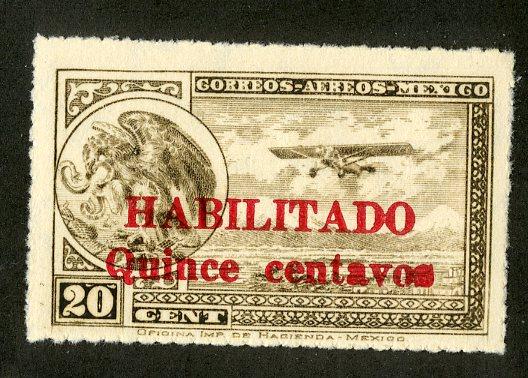 CORREOS-AEREOS-MEXICO
HABILITADO
Quince centavos
20
CENT
OFICINA IMP. DE HACIENDA-MEXICO